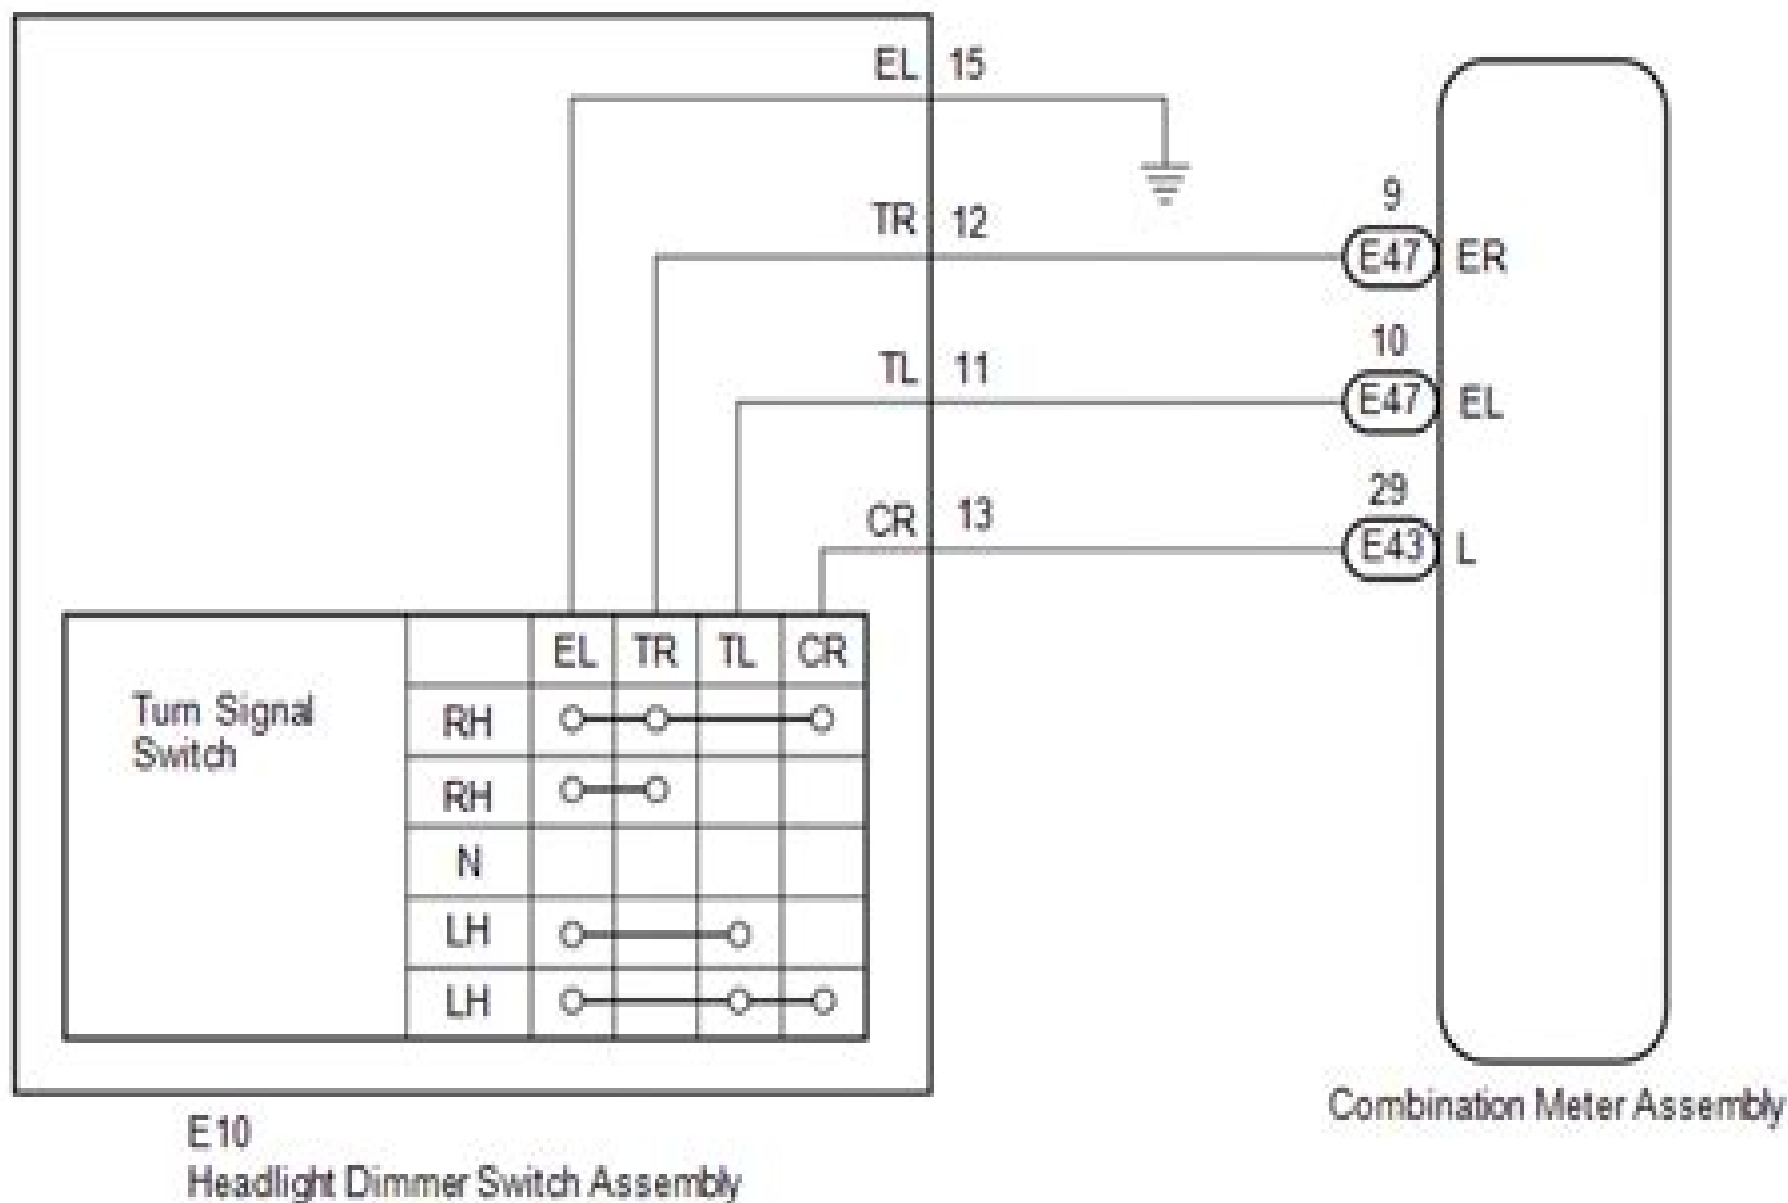 EL 15
TR 12
TL 11
CR 13
9
E47 ER
10
E47 EL
29
E43 L
Turn Signal
Switch
EL TR TL CR
RH
RH
N
LH
LH
E10
Headlight Dimmer Switch Assembly
Combination Meter Assembly